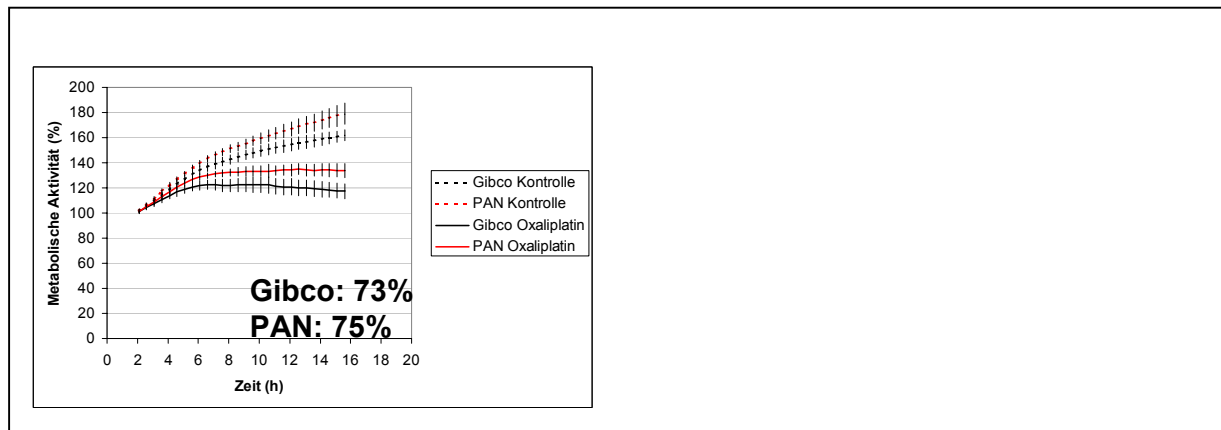 200
180
160
140
120
100
80
60
40
20
0
Metabolische Aktivität (%)
0 2 4 6 8 10 12 14 16 18 20
Zeit (h)
Gibco: 73%
PAN: 75%
Gibco Kontrolle
PAN Kontrolle
Gibco Oxaliplatin
PAN Oxaliplatin